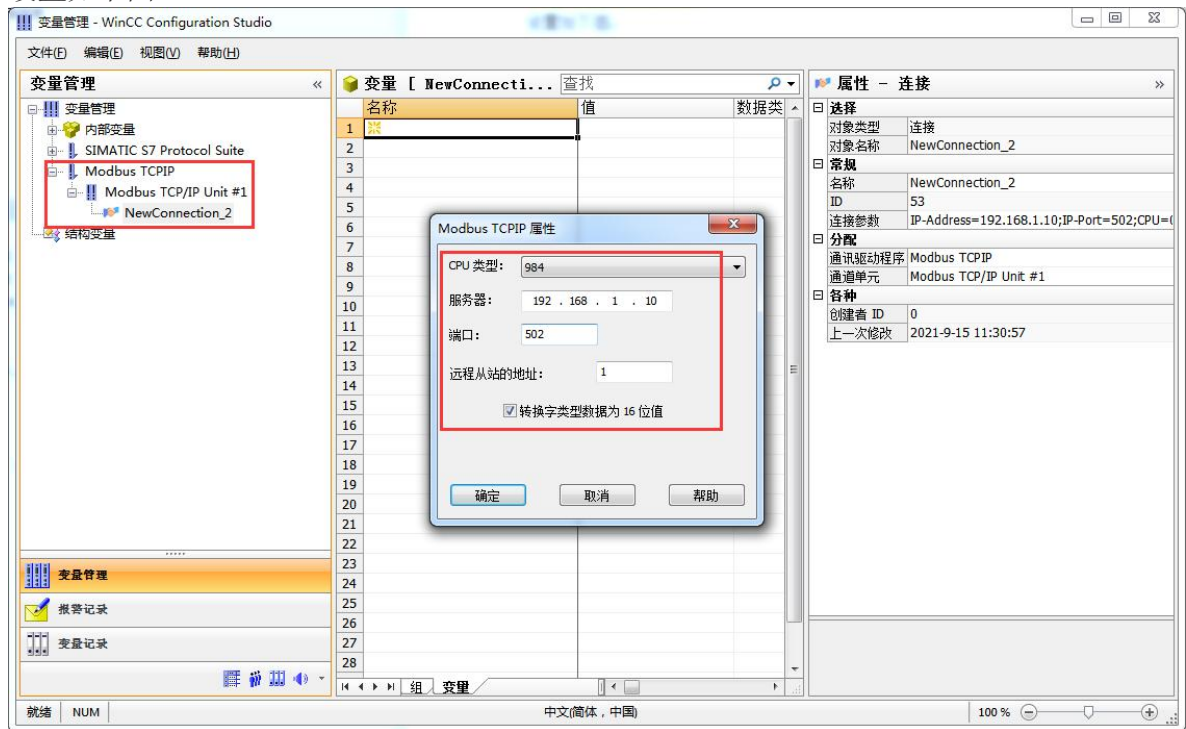 变量管理 - WinCC Configuration Studio
文件(F) 编辑(E) 视图(V) 帮助(H)
变量管理 «
变量管理
内部变量
SIMATIC S7 Protocol Suite
Modbus TCPIP
Modbus TCP/IP Unit #1
NewConnection_2
结构变量
变量管理
报警记录
变量记录
变量 [ NewConnecti... 查找
名称 值 数据类
1
2
3
4
5
6
7
8
9
10
11
12
13
14
15
16
17
18
19
20
21
22
23
24
25
26
27
28
组 变量
Modbus TCPIP 属性
CPU 类型: 984
服务器: 192 . 168 . 1 . 10
端口: 502
远程从站的地址: 1
转换字类型数据为 16 位值
确定 取消 帮助
属性 - 连接 »
选择
对象类型 连接
对象名称 NewConnection_2
常规
名称 NewConnection_2
ID 53
连接参数 IP-Address=192.168.1.10;IP-Port=502;CPU=
分配
通讯驱动程序 Modbus TCPIP
通道单元 Modbus TCP/IP Unit #1
各种
创建者 ID 0
上一次修改 2021-9-15 11:30:57
就绪 NUM 中文(简体，中国) 100 %